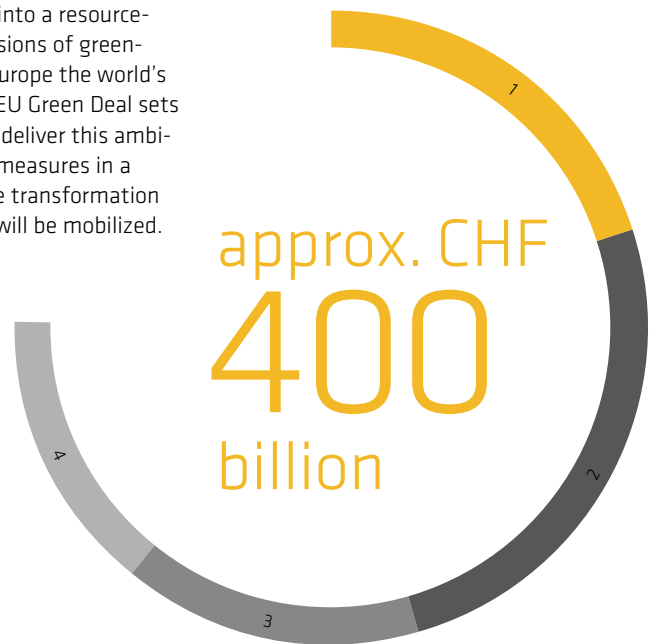 into a resource-
sions of green-
urope the world's
EU Green Deal sets
deliver this ambi-
measures in a
e transformation
will be mobilized.
approx. CHF
400
billion
1
2
3
4